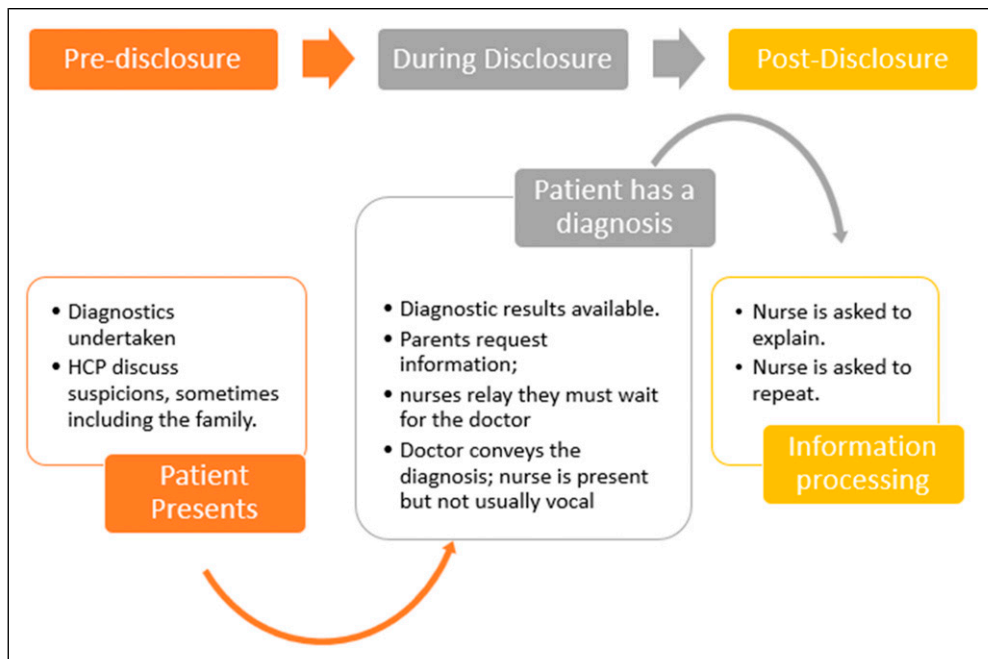 Pre-disclosure
During Disclosure
Post-Disclosure
• Diagnostics
undertaken
• HCP discuss
suspicions, sometimes
including the family.
Patient
Presents
Patient has a
diagnosis
• Diagnostic results available.
• Parents request
information;
• nurses relay they must wait
for the doctor
• Doctor conveys the
diagnosis; nurse is present
but not usually vocal
• Nurse is asked to
explain.
• Nurse is asked to
repeat.
Information
processing